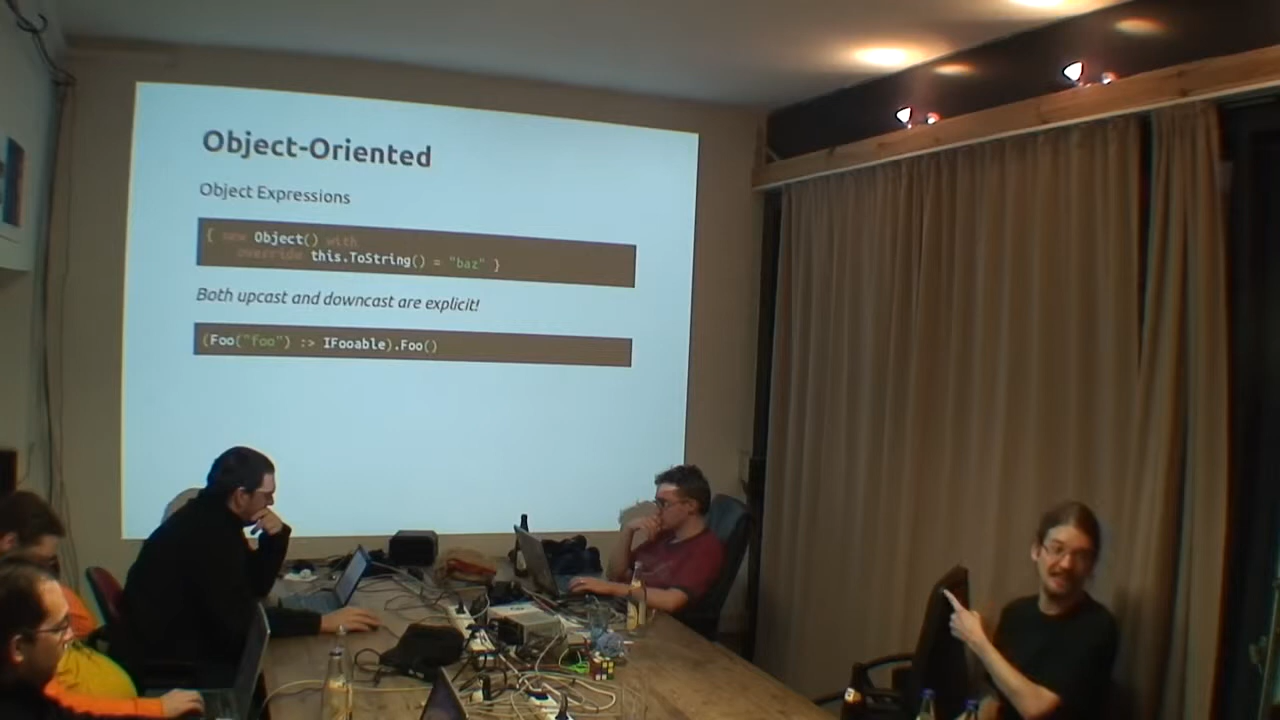 Object-Oriented
Object Expressions
{ new Object() with
override this.ToString() = "baz" }
Both upcast and downcast are explicit!
(Foo("foo") :> IFooable).Foo()